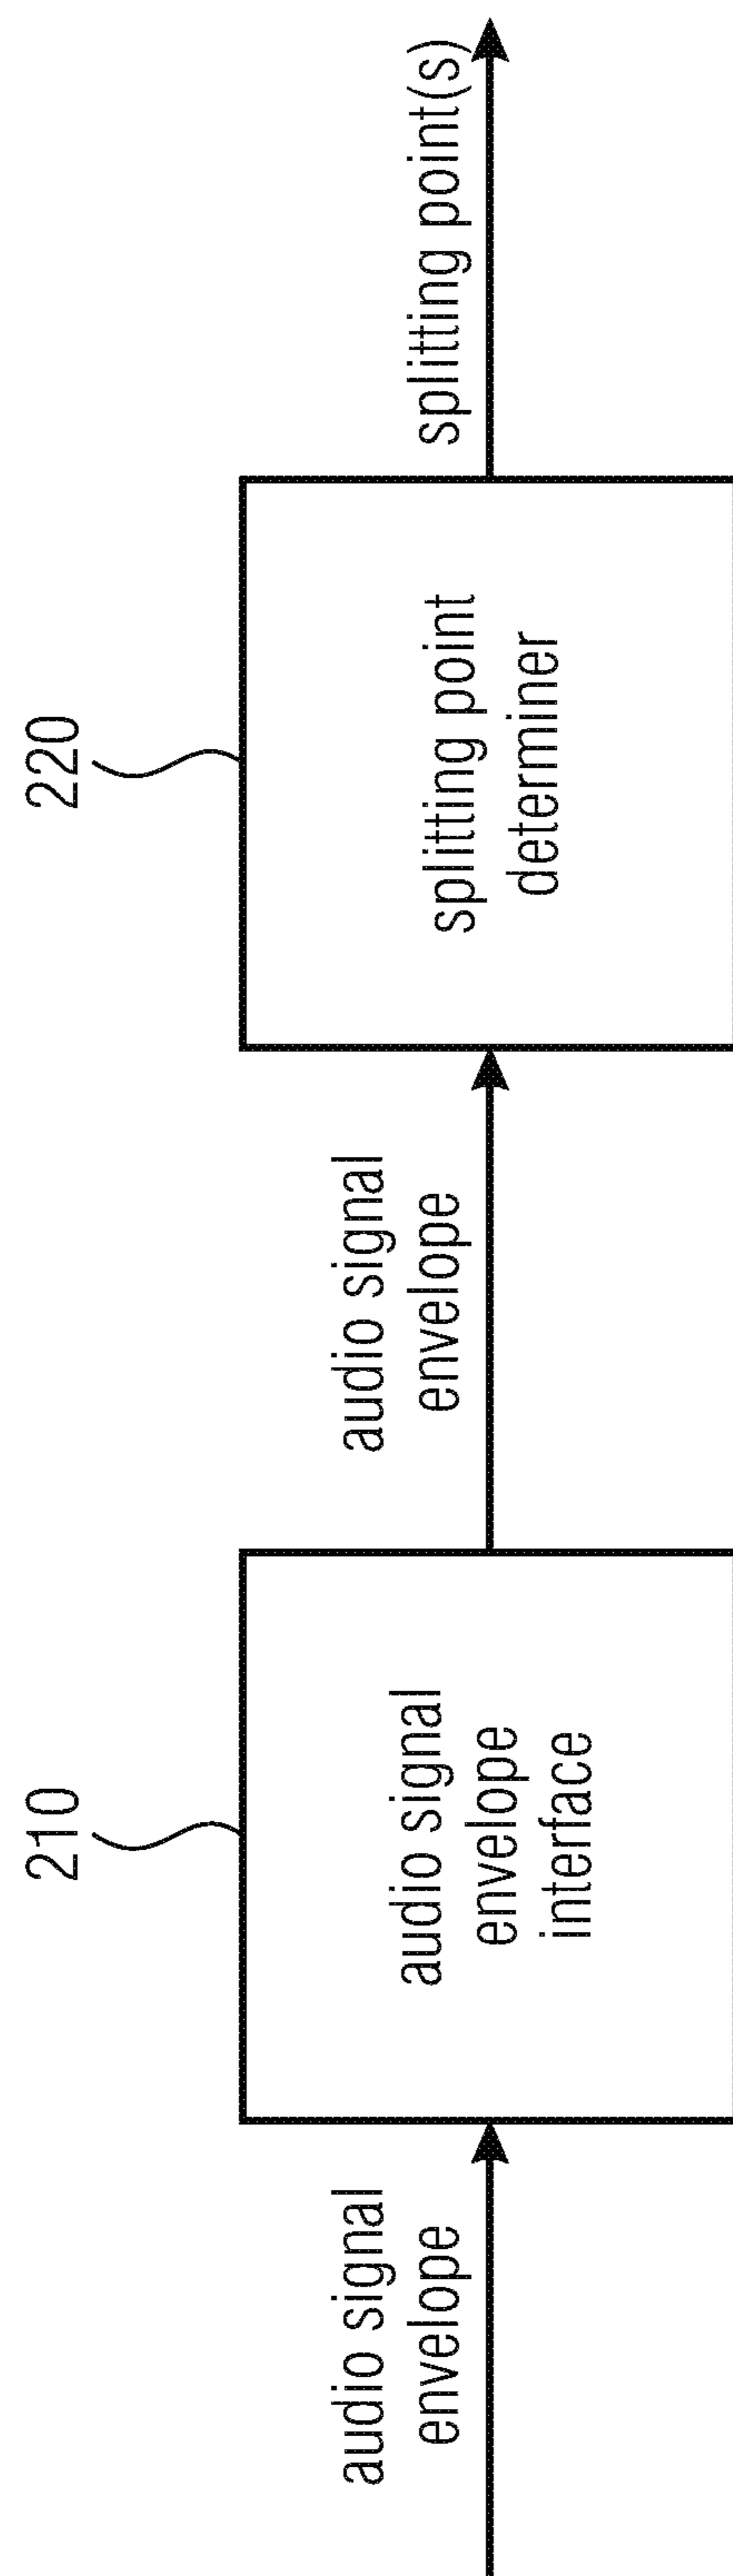 audio signal
envelope
210
audio signal
envelope
interface
audio signal
envelope
220
splitting point
determiner
splitting point(s)